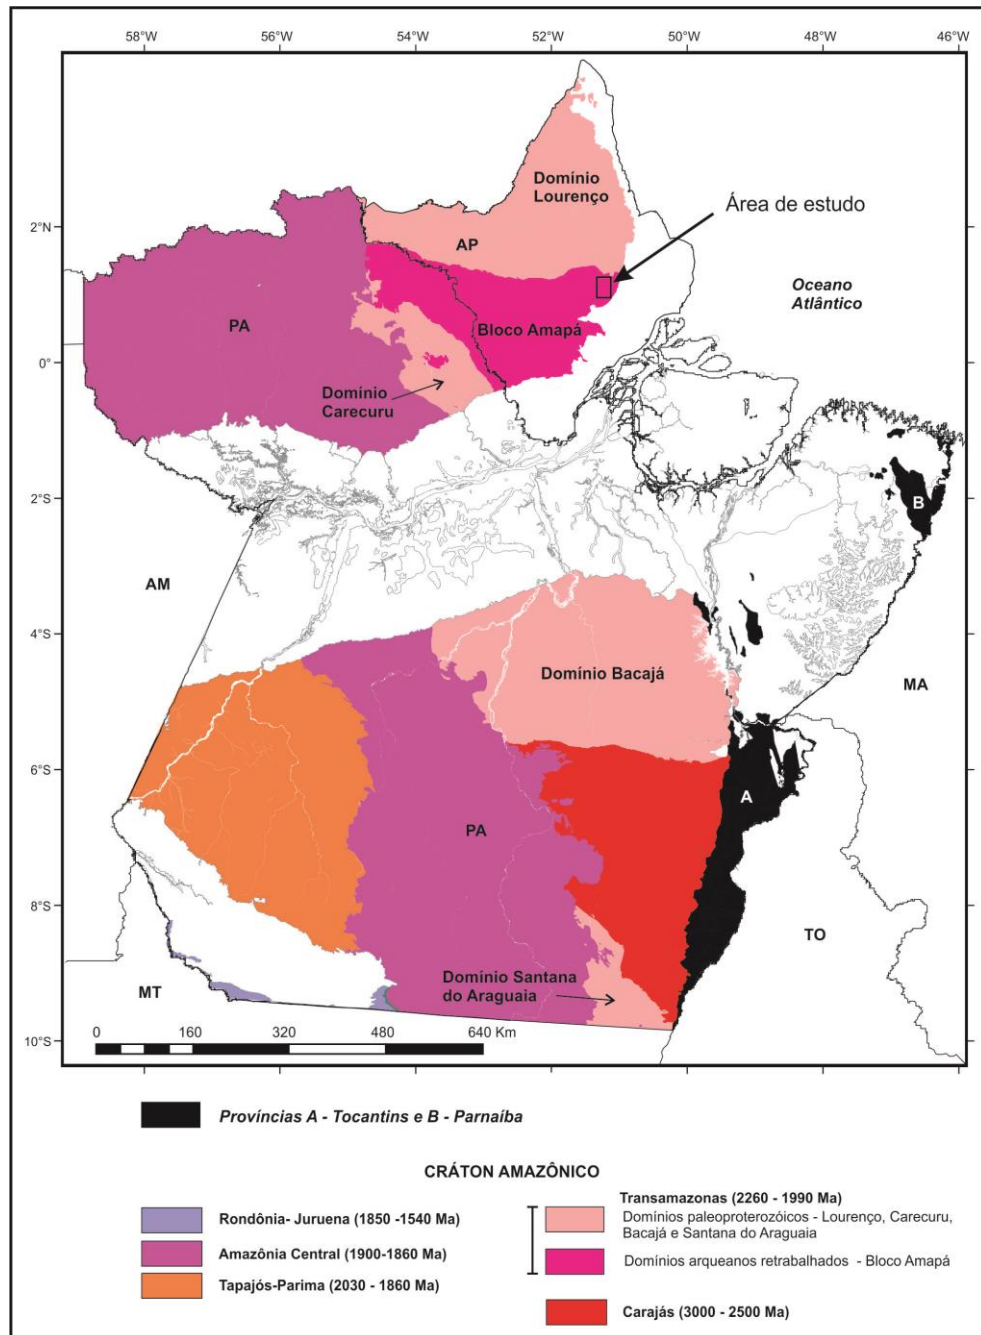 58°W 56°W 54°W 52°W 50°W 48°W 46°W
Domínio
Lourenço
Área de estudo
2°N
AP
Oceano
Atlântico
PA
Bloco Amapá
0°
Domínio
Carecuru
2°S
B
AM
4°S
Domínio Bacajá
MA
6°S
A
PA
8°S
TO
Domínio Santana
do Araguaia
MT
0 160 320 480 640 Km
10°S
Províncias A - Tocantins e B - Parnaíba
CRÁTON AMAZÔNICO
Transamazonas (2260 - 1990 Ma)
Rondônia- Juruena (1850 -1540 Ma)
Domínios paleoproterozóicos - Lourenço, Carecuru,
Bacajá e Santana do Araguaia
Amazônia Central (1900-1860 Ma)
Domínios arqueanos retrabalhados - Bloco Amapá
Tapajós-Parima (2030 - 1860 Ma)
Carajás (3000 - 2500 Ma)